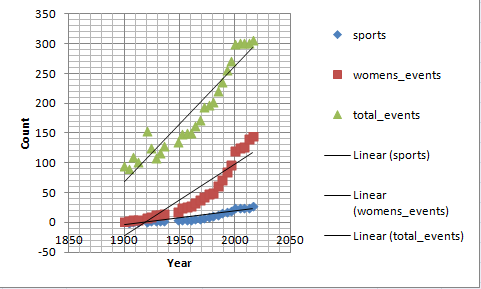 350
300
250
200
150
100
50
0
-50
1850
1900
1950
2000
2050
Count
Year
sports
womens_events
total_events
Linear (sports)
Linear
(womens_events)
Linear (total_events)